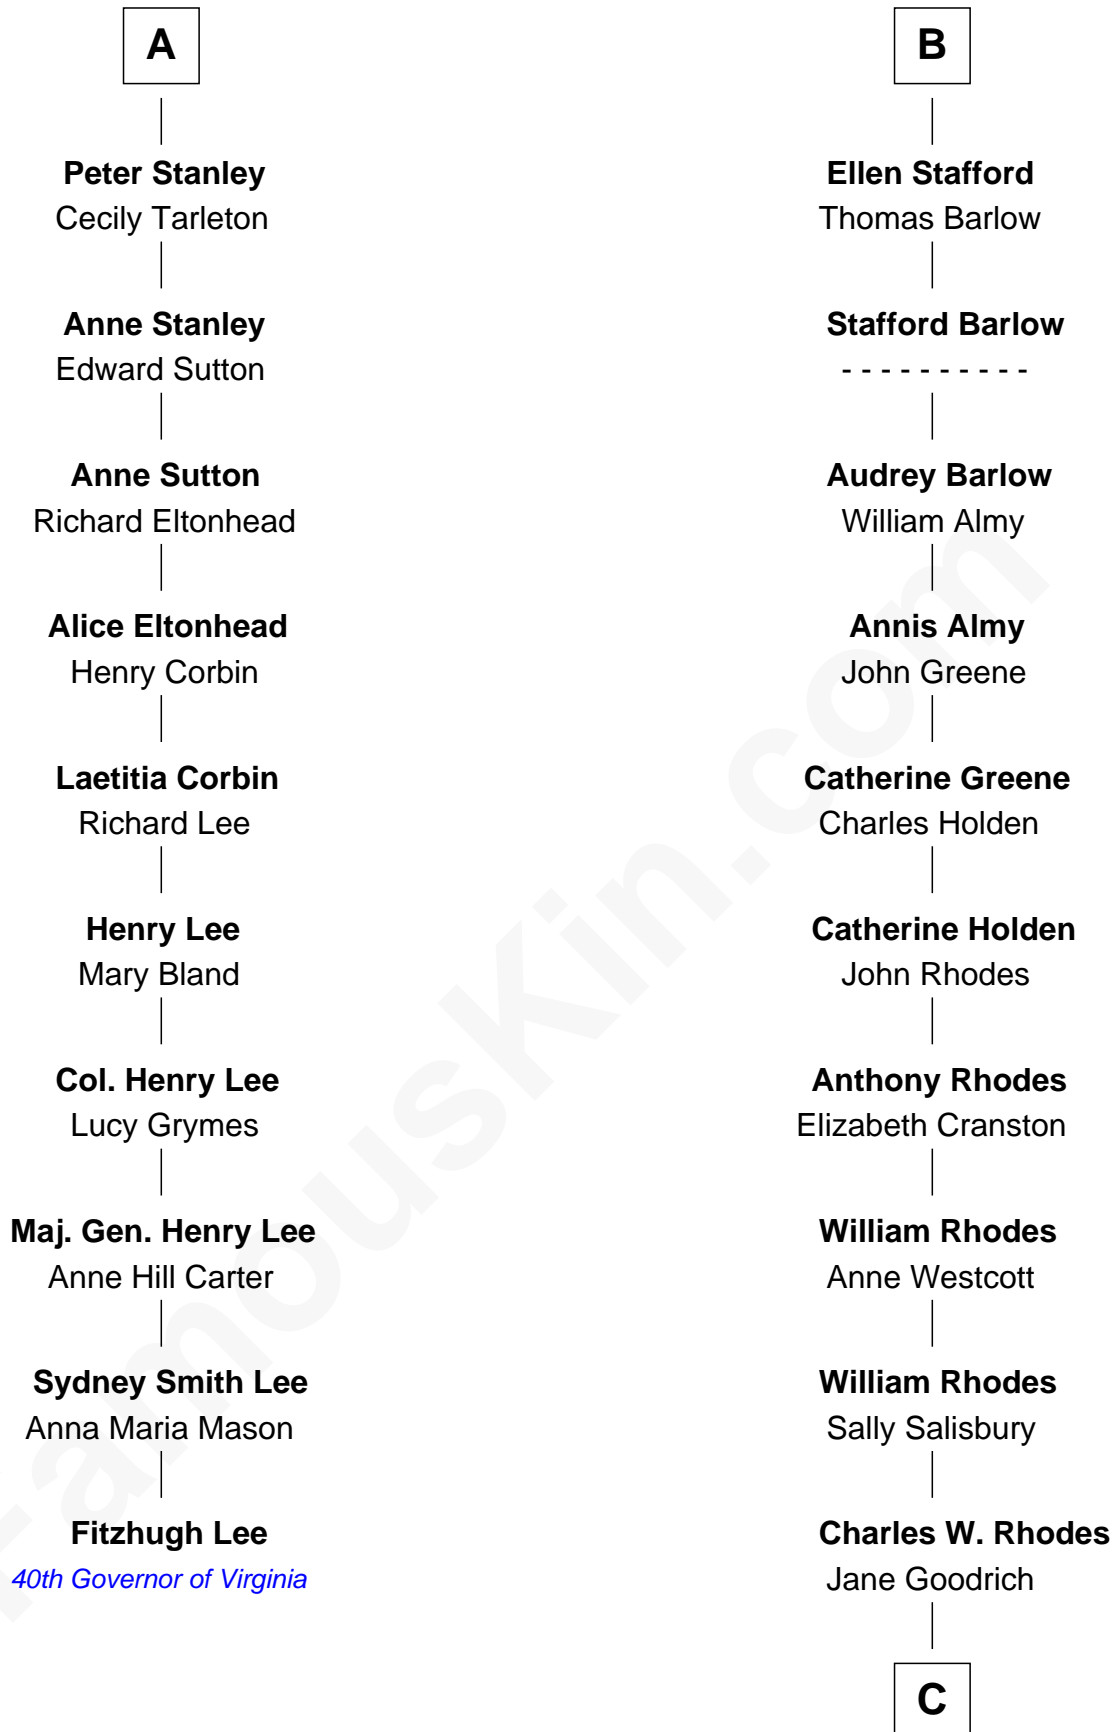 A
Peter Stanley
Cecily Tarleton
Anne Stanley
Edward Sutton
Anne Sutton
Richard Eltonhead
Alice Eltonhead
Henry Corbin
Laetitia Corbin
Richard Lee
Henry Lee
Mary Bland
Col. Henry Lee
Lucy Grymes
Maj. Gen. Henry Lee
Anne Hill Carter
Sydney Smith Lee
Anna Maria Mason
Fitzhugh Lee
40th Governor of Virginia
B
Ellen Stafford
Thomas Barlow
Stafford Barlow
- - - - - - - - - -
Audrey Barlow
William Almy
Annis Almy
John Greene
Catherine Greene
Charles Holden
Catherine Holden
John Rhodes
Anthony Rhodes
Elizabeth Cranston
William Rhodes
Anne Westcott
William Rhodes
Sally Salisbury
Charles W. Rhodes
Jane Goodrich
C
FamousKin.com